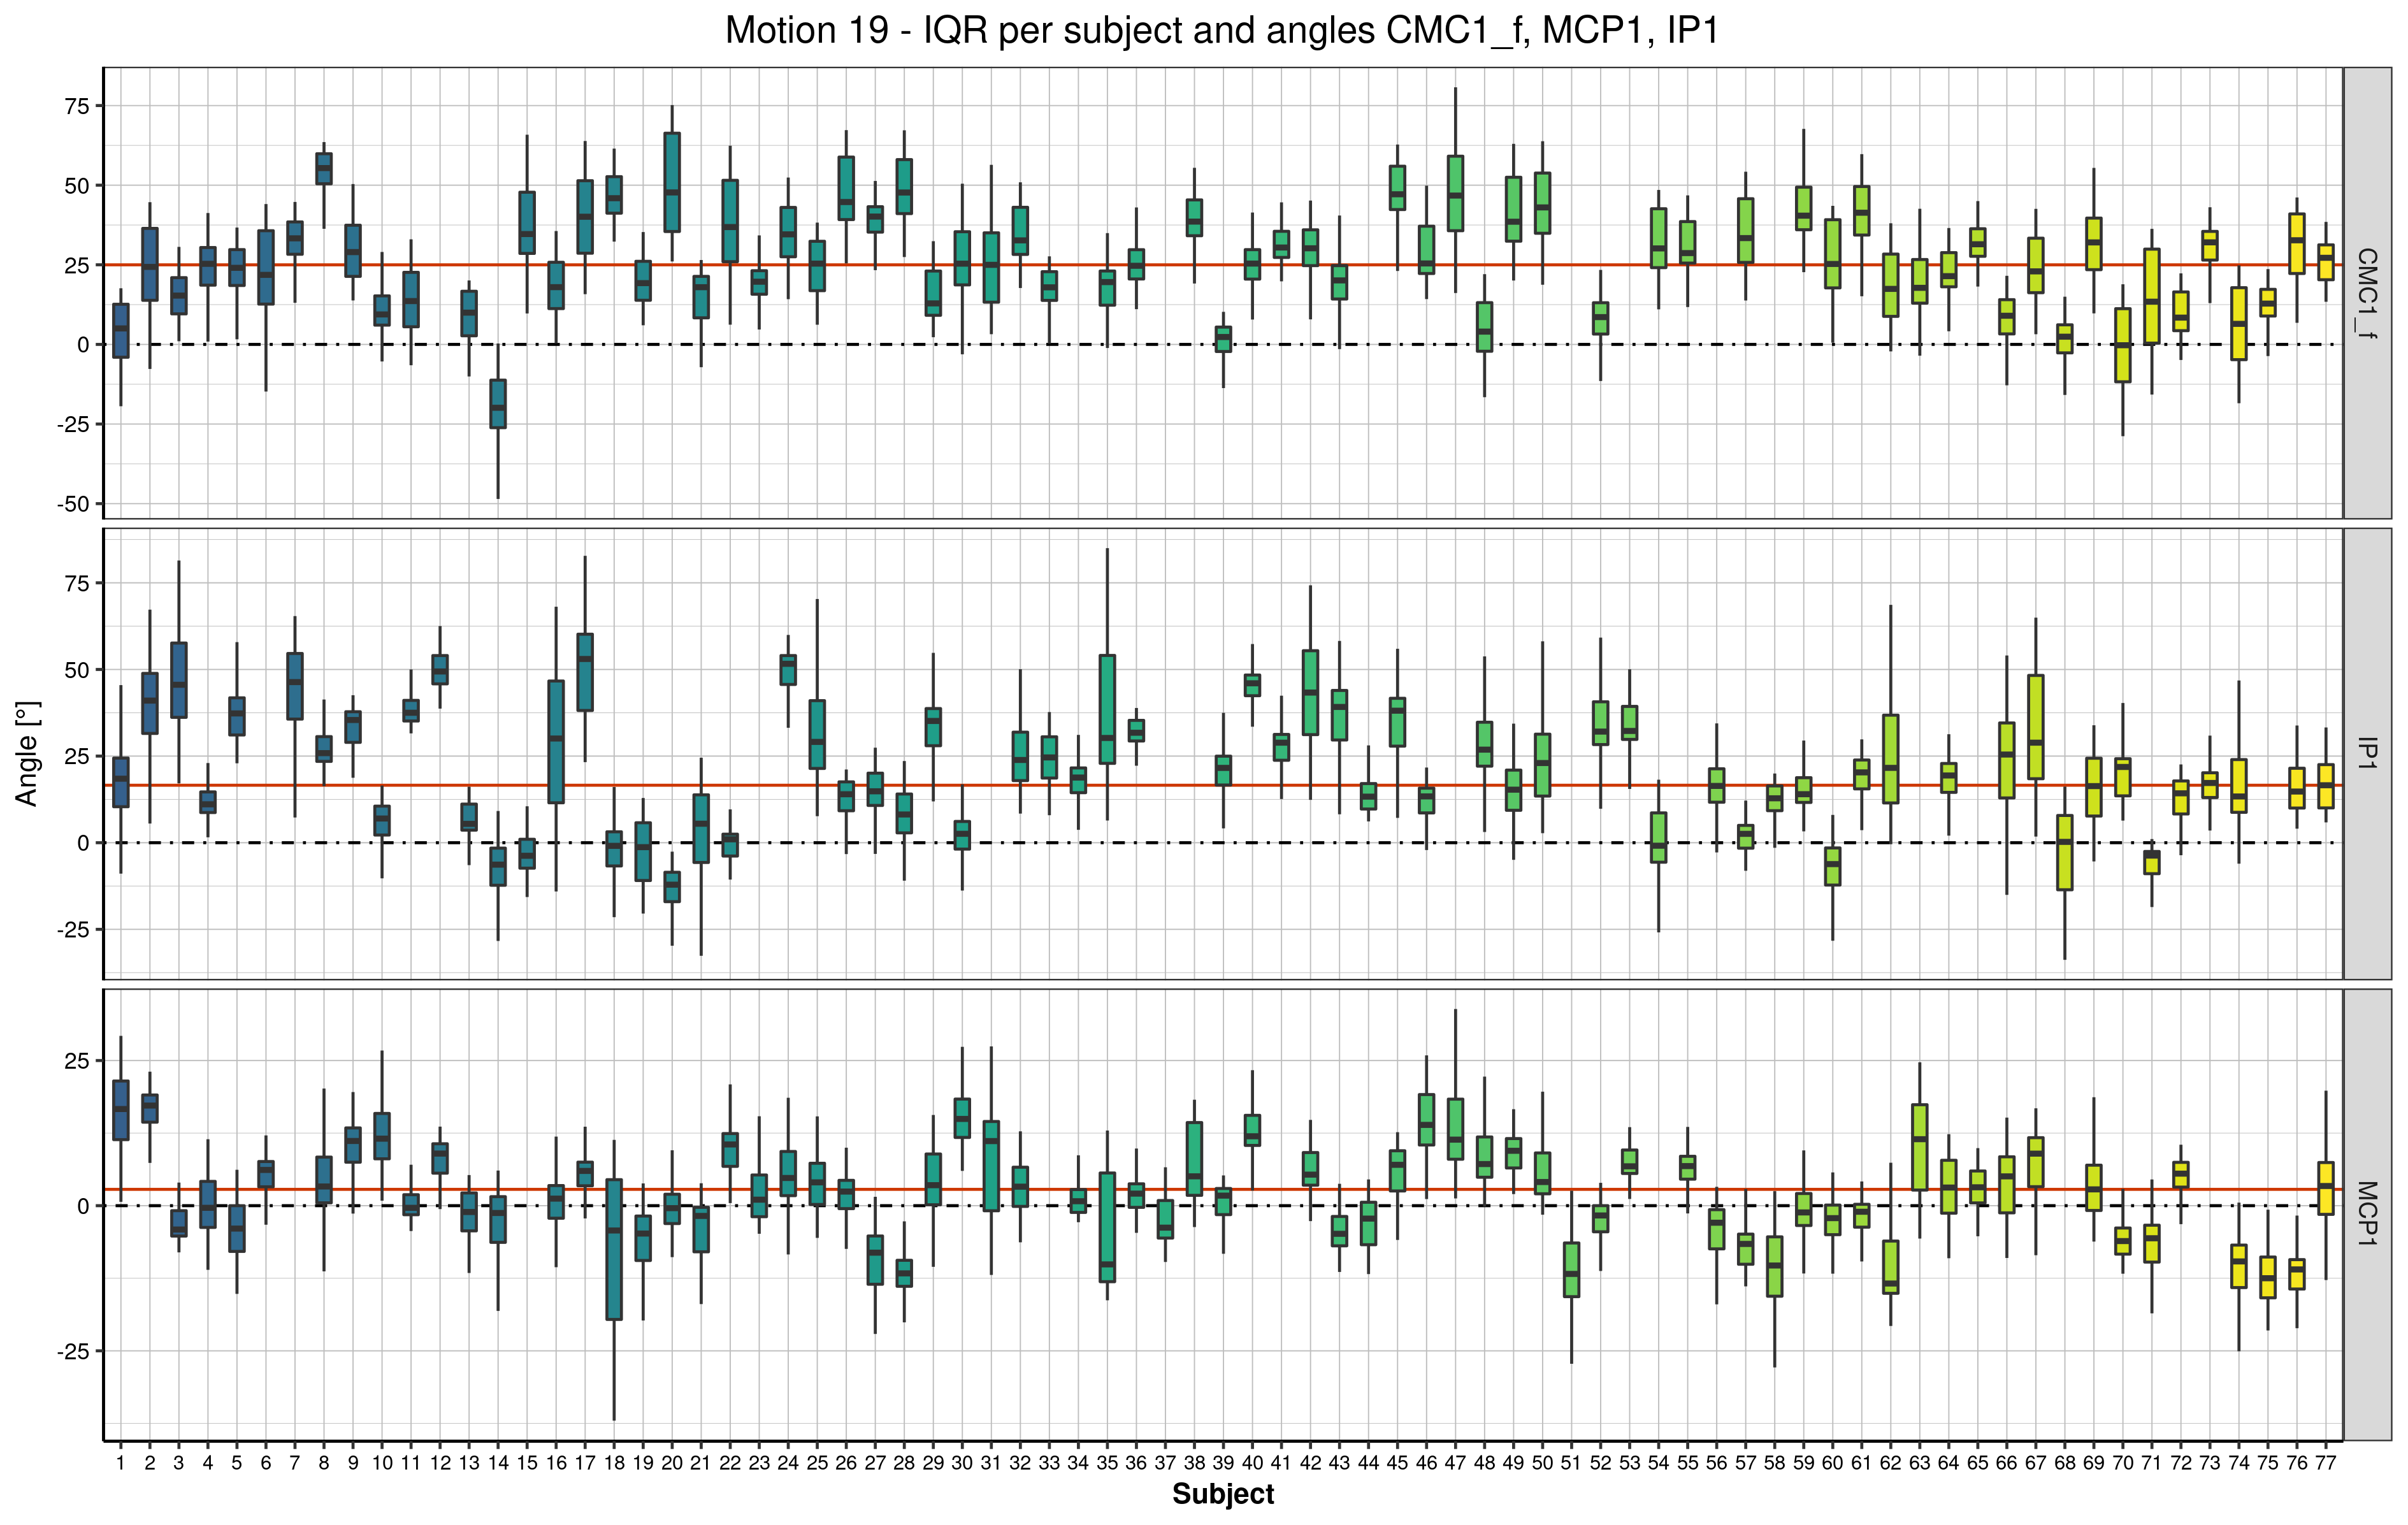 Motion 19 - IQR per subject and angles CMC1_f, MCP1, IP1
Angle [°]
75
50
25
0
-25
-50
CMC1_f
75
50
25
0
-25
IP1
25
0
-25
MCP1
1 2 3 4 5 6 7 8 9 10 11 12 13 14 15 16 17 18 19 20 21 22 23 24 25 26 27 28 29 30 31 32 33 34 35 36 37 38 39 40 41 42 43 44 45 46 47 48 49 50 51 52 53 54 55 56 57 58 59 60 61 62 63 64 65 66 67 68 69 70 71 72 73 74 75 76 77
Subject